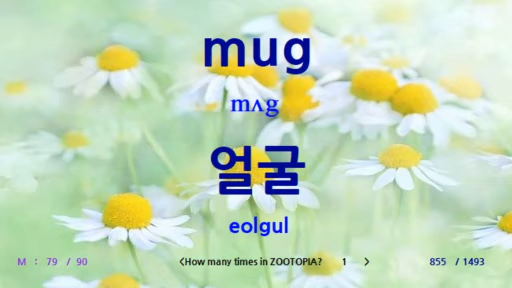 mug
mʌg
얼굴
eolgul
M : 79 / 90 <How many times in ZOOTOPIA? 1 > 855 / 1493